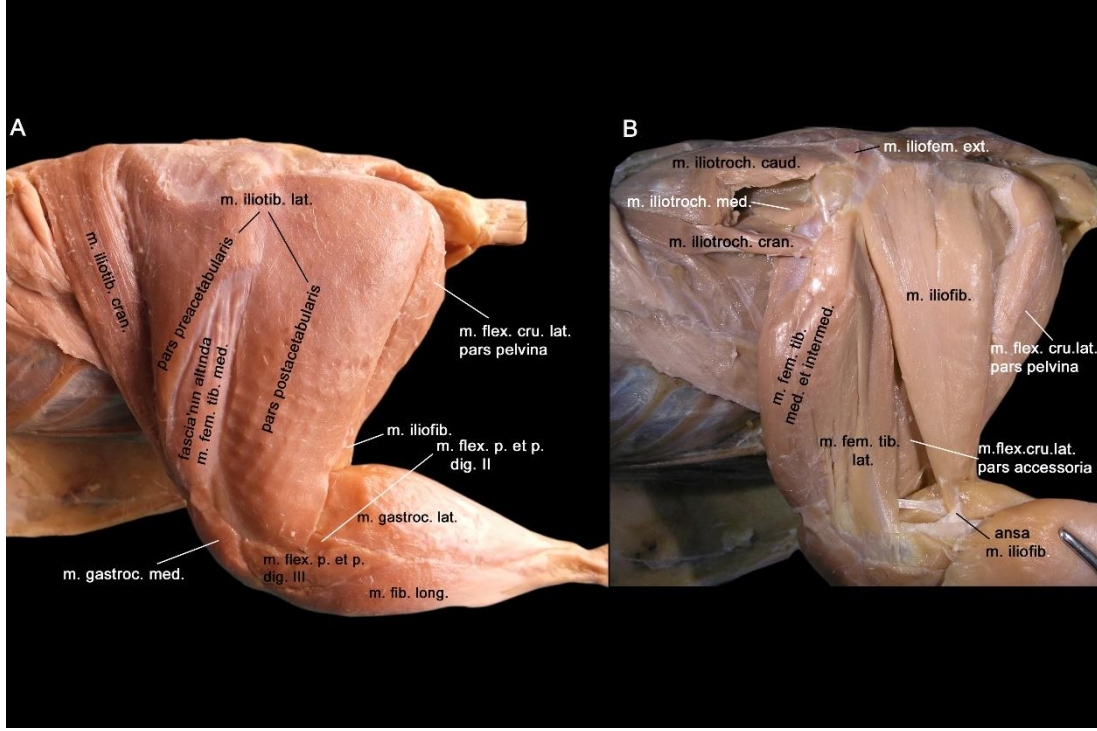 A
m. iliotib. lat.
m. iliotib. cran.
pars preacetabularis
fascia'nın altında
m. fem. tib. med.
pars postacetabularis
m. flex. cru. lat.
pars pelvina
m. iliofib.
m. flex. p. et p.
dig. II
m. gastroc. lat.
m. gastroc. med.
m. flex. p. et p.
dig. III
m. fib. long.
B
m. iliofem. ext.
m. iliotroch. caud.
m. iliotroch. med.
m. iliotroch. cran.
m. iliofib.
m. flex. cru.lat.
pars pelvina
m. fem. tib.
med. et intermed.
m. fem. tib.
lat.
m.flex.cru.lat.
pars accessoria
ansa
m. iliofib